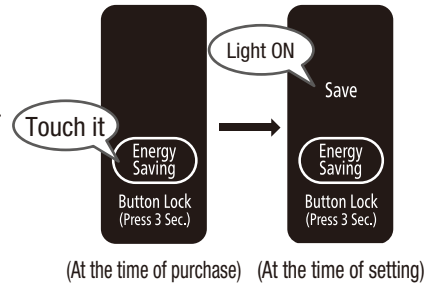 Touch it
Energy
Saving
Button Lock
(Press 3 Sec.)
(At the time of purchase)
Light ON
Save
Energy
Saving
Button Lock
(Press 3 Sec.)
(At the time of setting)